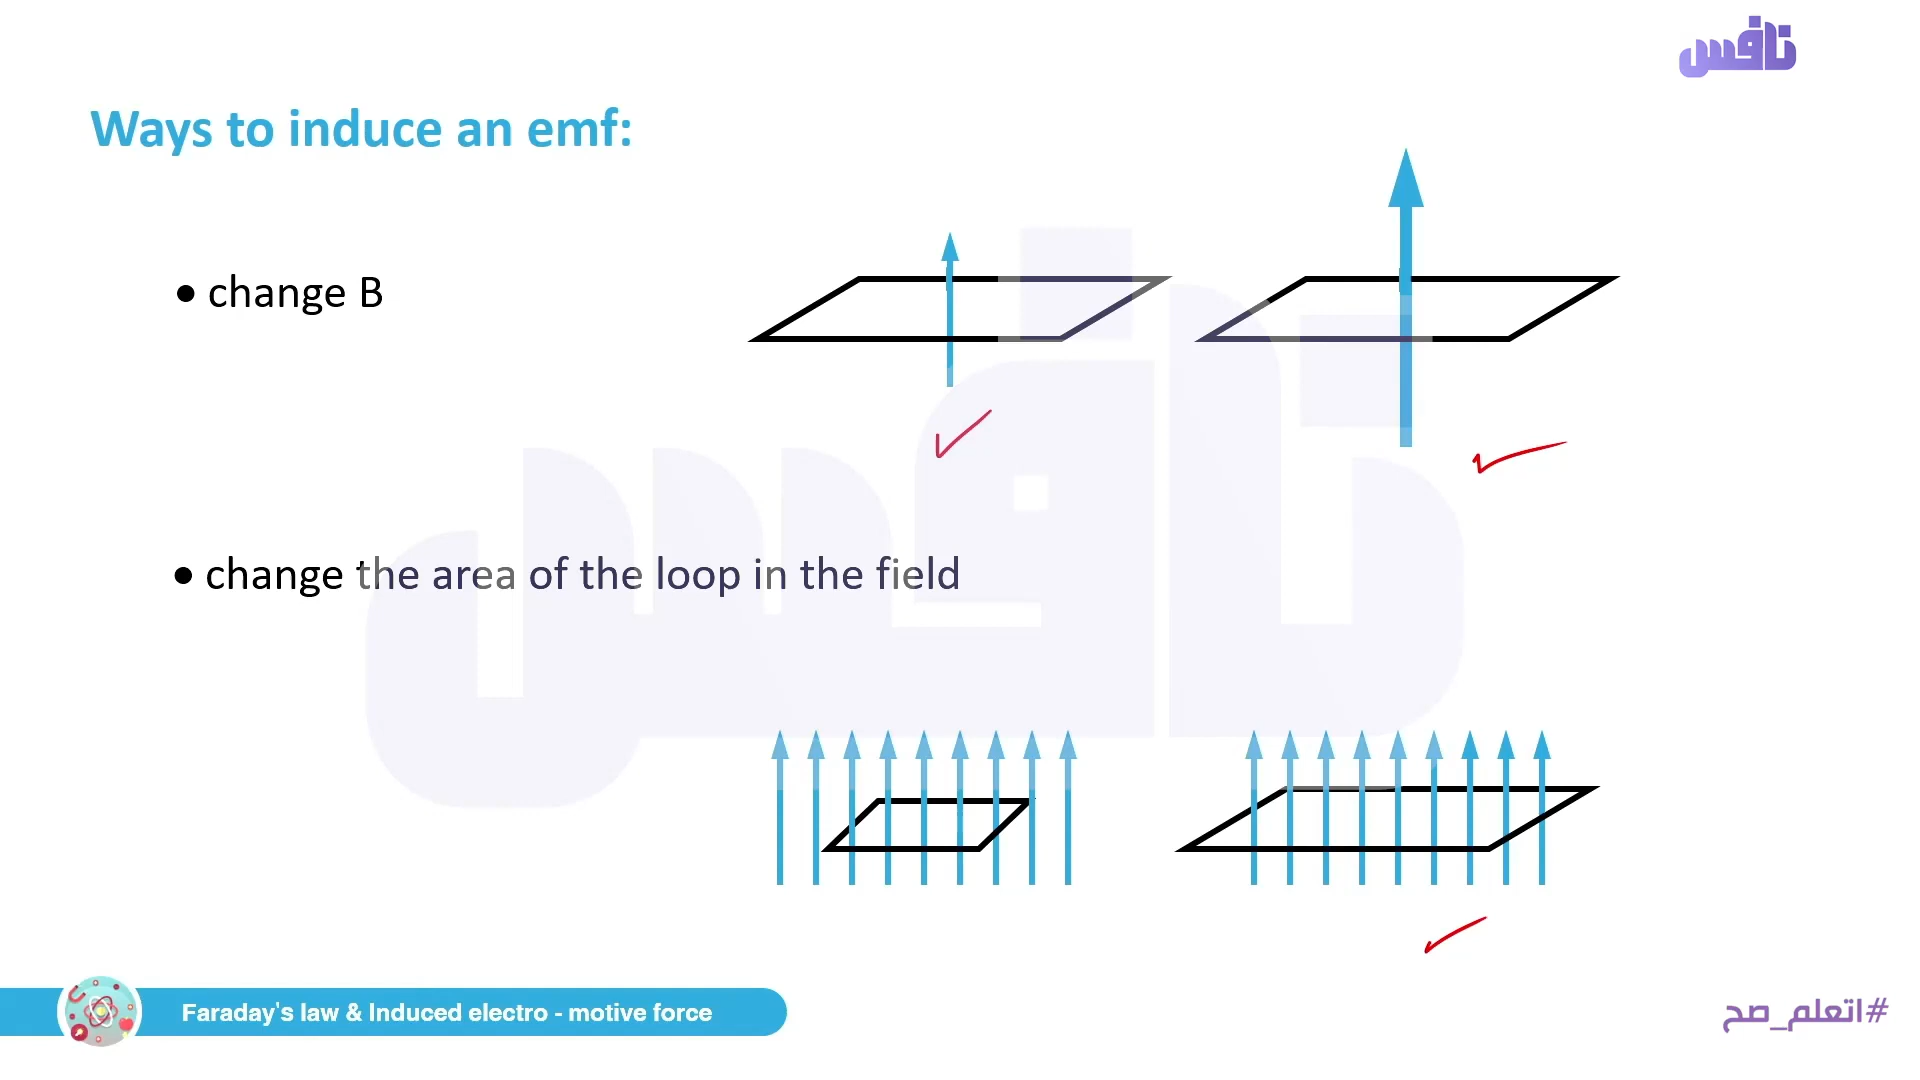 نافس
Ways to induce an emf:
• change B
• change the area of the loop in the field
نافس
Faraday's law & Induced electro - motive force
#اتعلم_صح